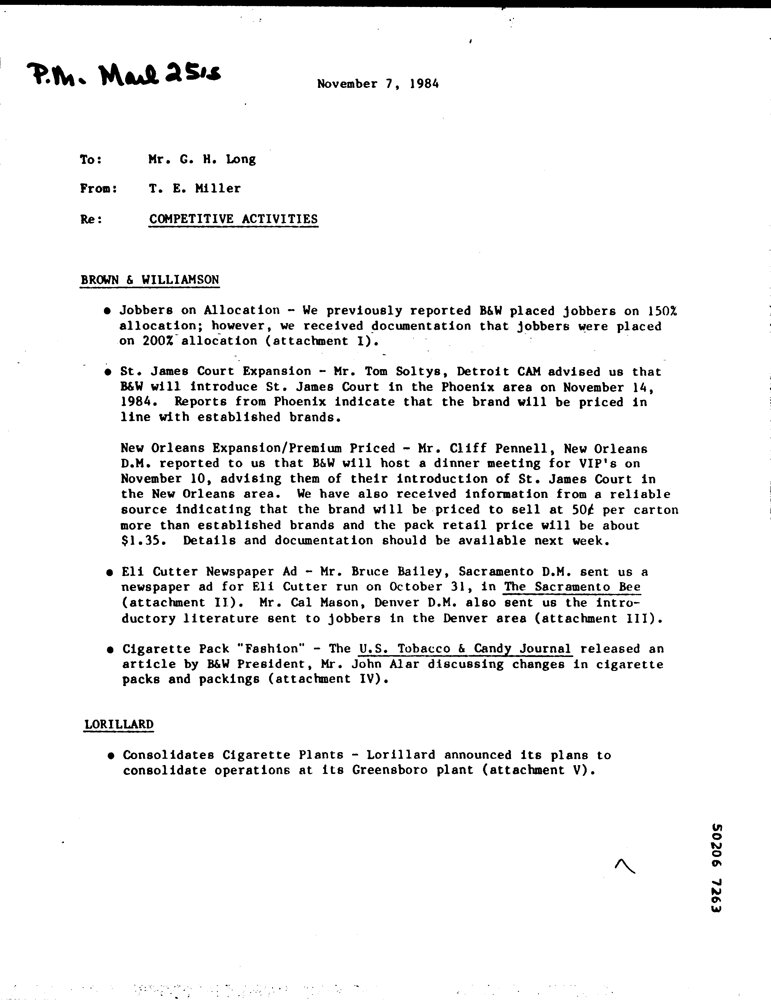 P.M. Mail 251s
November 7, 1984
To: Mr. G. H. Long
From: T. E. Miller
Re: COMPETITIVE ACTIVITIES
BROWN & WILLIAMSON
• Jobbers on Allocation - We previously reported B&W placed jobbers on 150%
allocation; however, we received documentation that jobbers were placed
on 200% allocation (attachment I).
• St. James Court Expansion - Mr. Tom Soltys, Detroit CAM advised us that
B&W will introduce St. James Court in the Phoenix area on November 14,
1984. Reports from Phoenix indicate that the brand will be priced in
line with established brands.
New Orleans Expansion/Premium Priced - Mr. Cliff Pennell, New Orleans
D.M. reported to us that B&W will host a dinner meeting for VIP's on
November 10, advising them of their introduction of St. James Court in
the New Orleans area. We have also received information from a reliable
source indicating that the brand will be priced to sell at 50¢ per carton
more than established brands and the pack retail price will be about
$1.35. Details and documentation should be available next week.
• Eli Cutter Newspaper Ad - Mr. Bruce Bailey, Sacramento D.M. sent us a
newspaper ad for Eli Cutter run on October 31, in The Sacramento Bee
(attachment II). Mr. Cal Mason, Denver D.M. also sent us the intro-
ductory literature sent to jobbers in the Denver area (attachment III).
• Cigarette Pack "Fashion" - The U.S. Tobacco & Candy Journal released an
article by B&W President, Mr. John Alar discussing changes in cigarette
packs and packings (attachment IV).
LORILLARD
• Consolidates Cigarette Plants - Lorillard announced its plans to
consolidate operations at its Greensboro plant (attachment V).
50206 7263